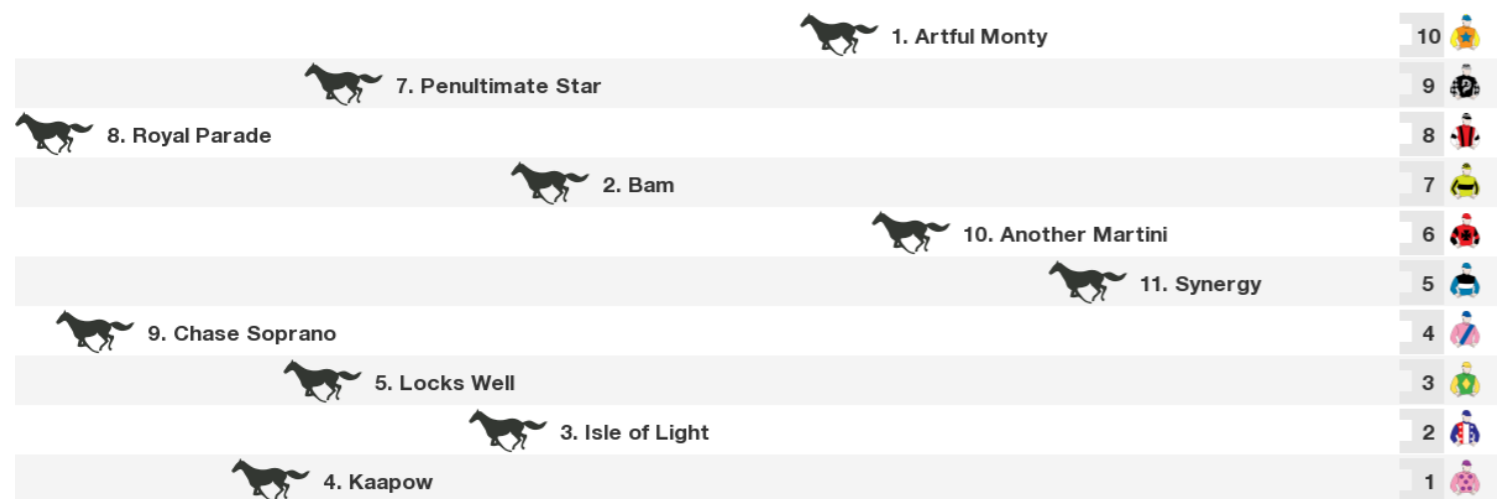 1. Artful Monty 10
7. Penultimate Star 9
8. Royal Parade 8
2. Bam 7
10. Another Martini 6
11. Synergy 5
9. Chase Soprano 4
5. Locks Well 3
3. Isle of Light 2
4. Kaapow 1